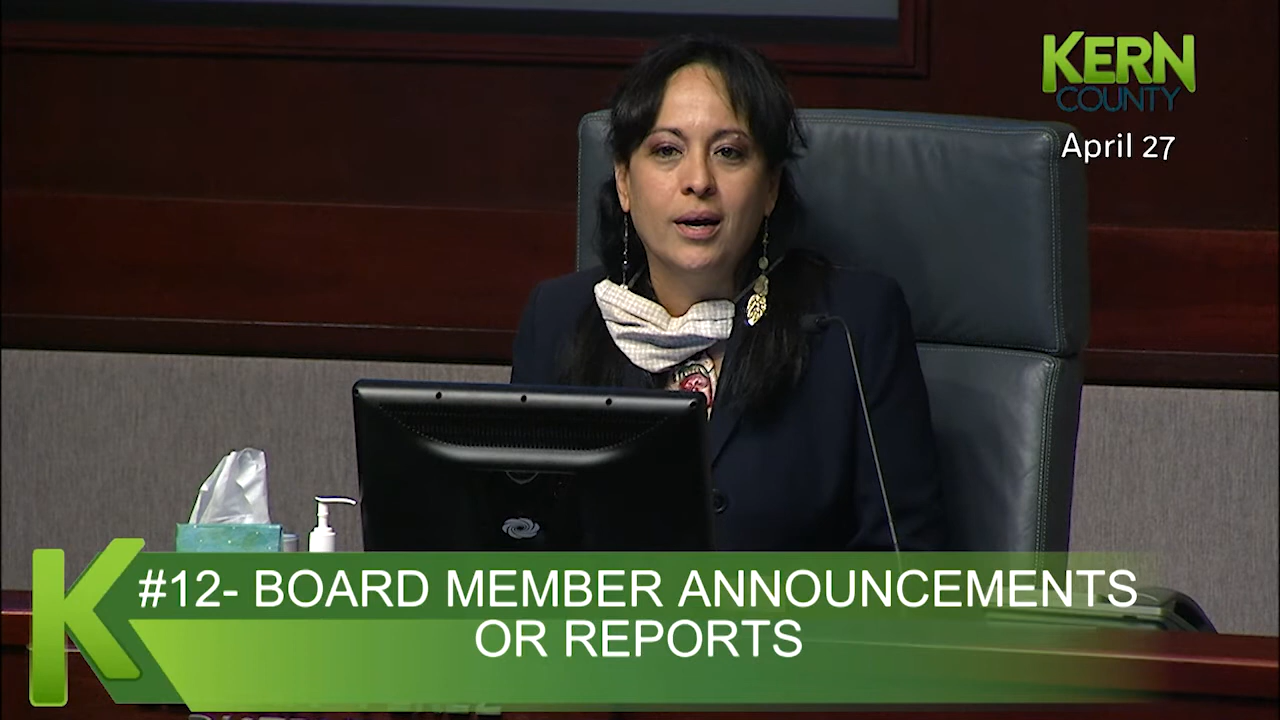 KERN
COUNTY
April 27
#12- BOARD MEMBER ANNOUNCEMENTS
OR REPORTS